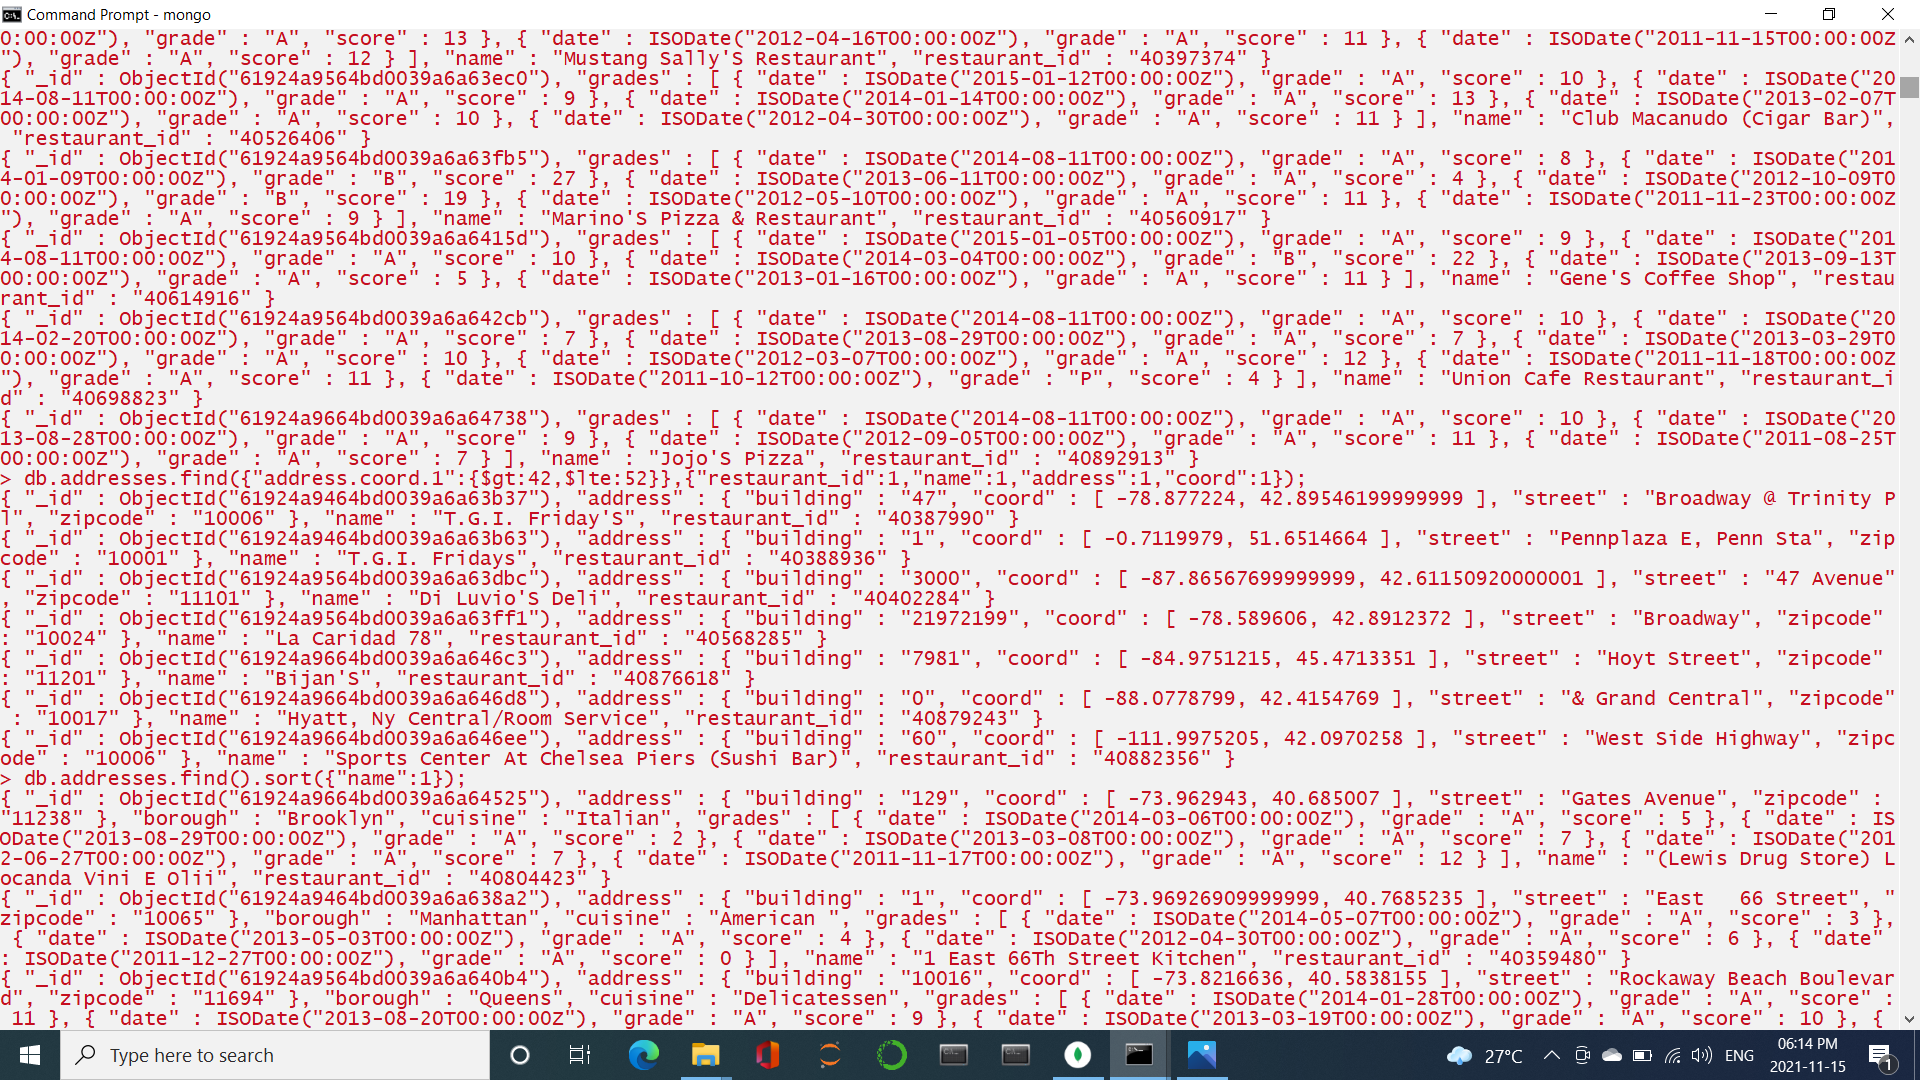 Command Prompt - mongo
0:00:00Z"), "grade" : "A", "score" : 13 }, { "date" : ISODate("2012-04-16T00:00:00Z"), "grade" : "A", "score" : 11 }, { "date" : ISODate("2011-11-15T00:00:00Z
"), "grade" : "A", "score" : 12 } ], "name" : "Mustang Sally'S Restaurant", "restaurant_id" : "40397374" }
{ "_id" : ObjectId("61924a9564bd0039a6a63ec0"), "grades" : [ { "date" : ISODate("2015-01-12T00:00:00Z"), "grade" : "A", "score" : 10 }, { "date" : ISODate("20
14-08-11T00:00:00Z"), "grade" : "A", "score" : 9 }, { "date" : ISODate("2014-01-14T00:00:00Z"), "grade" : "A", "score" : 13 }, { "date" : ISODate("2013-02-07T
00:00:00Z"), "grade" : "A", "score" : 10 }, { "date" : ISODate("2012-04-30T00:00:00Z"), "grade" : "A", "score" : 11 } ], "name" : "Club Macanudo (Cigar Bar)",
 "restaurant_id" : "40526406" }
{ "_id" : ObjectId("61924a9564bd0039a6a63fb5"), "grades" : [ { "date" : ISODate("2014-08-11T00:00:00Z"), "grade" : "A", "score" : 8 }, { "date" : ISODate("201
4-01-09T00:00:00Z"), "grade" : "B", "score" : 27 }, { "date" : ISODate("2013-06-11T00:00:00Z"), "grade" : "A", "score" : 4 }, { "date" : ISODate("2012-10-09T0
0:00:00Z"), "grade" : "B", "score" : 19 }, { "date" : ISODate("2012-05-10T00:00:00Z"), "grade" : "A", "score" : 11 }, { "date" : ISODate("2011-11-23T00:00:00Z
"), "grade" : "A", "score" : 9 } ], "name" : "Marino'S Pizza & Restaurant", "restaurant_id" : "40560917" }
{ "_id" : ObjectId("61924a9564bd0039a6a6415d"), "grades" : [ { "date" : ISODate("2015-01-05T00:00:00Z"), "grade" : "A", "score" : 9 }, { "date" : ISODate("201
4-08-11T00:00:00Z"), "grade" : "A", "score" : 10 }, { "date" : ISODate("2014-03-04T00:00:00Z"), "grade" : "B", "score" : 22 }, { "date" : ISODate("2013-09-13T
00:00:00Z"), "grade" : "A", "score" : 5 }, { "date" : ISODate("2013-01-16T00:00:00Z"), "grade" : "A", "score" : 11 } ], "name" : "Gene'S Coffee Shop", "restau
rant_id" : "40614916" }
{ "_id" : ObjectId("61924a9564bd0039a6a642cb"), "grades" : [ { "date" : ISODate("2014-08-11T00:00:00Z"), "grade" : "A", "score" : 10 }, { "date" : ISODate("20
14-02-20T00:00:00Z"), "grade" : "A", "score" : 7 }, { "date" : ISODate("2013-08-29T00:00:00Z"), "grade" : "A", "score" : 7 }, { "date" : ISODate("2013-03-29T0
0:00:00Z"), "grade" : "A", "score" : 10 },{ "date" : ISODate("2012-03-07T00:00:00Z"), "grade" : "A", "score" : 12 }, { "date" : ISODate("2011-11-18T00:00:00Z
"), "grade" : "A", "score" : 11 }, { "date" : ISODate("2011-10-12T00:00:00Z"), "grade" : "P", "score" : 4 } ], "name" : "Union Cafe Restaurant", "restaurant_i
d" : "40698823" }
{ "_id" : ObjectId("61924a9664bd0039a6a64738"), "grades" : [ { "date" : ISODate("2014-08-11T00:00:00Z"), "grade" : "A", "score" : 10 }, { "date" : ISODate("20
13-08-28T00:00:00Z"), "grade" : "A", "score" : 9 }, { "date" : ISODate("2012-09-05T00:00:00Z"), "grade" : "A", "score" : 11 }, { "date" : ISODate("2011-08-25T
00:00:00Z"), "grade" : "A", "score" : 7 } ], "name" : "Jojo'S Pizza", "restaurant_id" : "40892913" }
> db.addresses.find({"address.coord.1":{$gt:42,$lte:52}},{"restaurant_id":1,"name":1,"address":1,"coord":1});
{ "_id" : ObjectId("61924a9464bd0039a6a63b37"), "address" : { "building" : "47", "coord" : [ -78.877224, 42.89546199999999 ], "street" : "Broadway @ Trinity P
l", "zipcode" : "10006" }, "name" : "T.G.I. Friday'S", "restaurant_id" : "40387990" }
{ "_id" : ObjectId("61924a9464bd0039a6a63b63"), "address" : { "building" : "1", "coord" : [ -0.7119979, 51.6514664 ], "street" : "Pennplaza E, Penn Sta", "zip
code" : "10001" }, "name" : "T.G.I. Fridays", "restaurant_id" : "40388936" }
{ "_id" : ObjectId("61924a9564bd0039a6a63dbc"), "address" : { "building" : "3000", "coord" : [ -87.86567699999999, 42.61150920000001 ], "street" : "47 Avenue"
, "zipcode" : "11101" }, "name" : "Di Luvio'S Deli", "restaurant_id" : "40402284" }
{ "_id" : ObjectId("61924a9564bd0039a6a63ff1"), "address" : { "building" : "21972199", "coord" : [ -78.589606, 42.8912372 ], "street" : "Broadway", "zipcode"
: "10024" }, "name" : "La Caridad 78", "restaurant_id" : "40568285" }
{ "_id" : ObjectId("61924a9664bd0039a6a646c3"), "address" : { "building" : "7981", "coord" : [ -84.9751215, 45.4713351 ], "street" : "Hoyt Street", "zipcode"
: "11201" }, "name" : "Bijan'S", "restaurant_id" : "40876618" }
{ "_id" : ObjectId("61924a9664bd0039a6a646d8"), "address" : { "building" : "0", "coord" : [ -88.0778799, 42.4154769 ], "street" : "& Grand Central", "zipcode"
 : "10017" }, "name" : "Hyatt, Ny Central/Room Service", "restaurant_id" : "40879243" }
{ "_id" : ObjectId("61924a9664bd0039a6a646ee"), "address" : { "building" : "60", "coord" : [ -111.9975205, 42.0970258 ], "street" : "West Side Highway", "zipc
ode" : "10006" }, "name" : "Sports Center At Chelsea Piers (Sushi Bar)", "restaurant_id" : "40882356" }
> db.addresses.find().sort({"name":1});
{ "_id" : ObjectId("61924a9664bd0039a6a64525"), "address" : { "building" : "129", "coord" : [ -73.962943, 40.685007 ], "street" : "Gates Avenue", "zipcode" :
"11238" }, "borough" : "Brooklyn", "cuisine" : "Italian", "grades" : [ { "date" : ISODate("2014-03-06T00:00:00Z"), "grade" : "A", "score" : 5 }, { "date" : IS
ODate("2013-08-29T00:00:00Z"), "grade" : "A", "score" : 2 }, { "date" : ISODate("2013-03-08T00:00:00Z"), "grade" : "A", "score" : 7 }, { "date" : ISODate("201
2-06-27T00:00:00Z"), "grade" : "A", "score" : 7 }, { "date" : ISODate("2011-11-17T00:00:00Z"), "grade" : "A", "score" : 12 } ], "name" : "(Lewis Drug Store) L
ocanda Vini E Olii", "restaurant_id" : "40804423" }
{ "_id" : ObjectId("61924a9464bd0039a6a638a2"), "address" : { "building" : "1", "coord" : [ -73.96926909999999, 40.7685235 ], "street" : "East   66 Street", "
zipcode" : "10065" }, "borough" : "Manhattan", "cuisine" : "American ", "grades" : [ { "date" : ISODate("2014-05-07T00:00:00Z"), "grade" : "A", "score" : 3 },
 { "date" : ISODate("2013-05-03T00:00:00Z"), "grade" : "A", "score" : 4 }, { "date" : ISODate("2012-04-30T00:00:00Z"), "grade" : "A", "score" : 6 }, { "date"
: ISODate("2011-12-27T00:00:00Z"), "grade" : "A", "score" : 0 } ], "name" : "1 East 66Th Street Kitchen", "restaurant_id" : "40359480" }
{ "_id" : ObjectId("61924a9564bd0039a6a640b4"), "address" : { "building" : "10016", "coord" : [ -73.8216636, 40.5838155 ], "street" : "Rockaway Beach Boulevar
d", "zipcode" : "11694" }, "borough" : "Queens", "cuisine" : "Delicatessen", "grades" : [ { "date" : ISODate("2014-01-28T00:00:00Z"), "grade" : "A", "score" :
 11 }, { "date" : ISODate("2013-08-20T00:00:00Z"), "grade" : "A", "score" : 9 }, { "date" : ISODate("2013-03-19T00:00:00Z"), "grade" : "A", "score" : 10 }, {
Type here to search
27°C
ENG
06:14 PM
2021-11-15
1